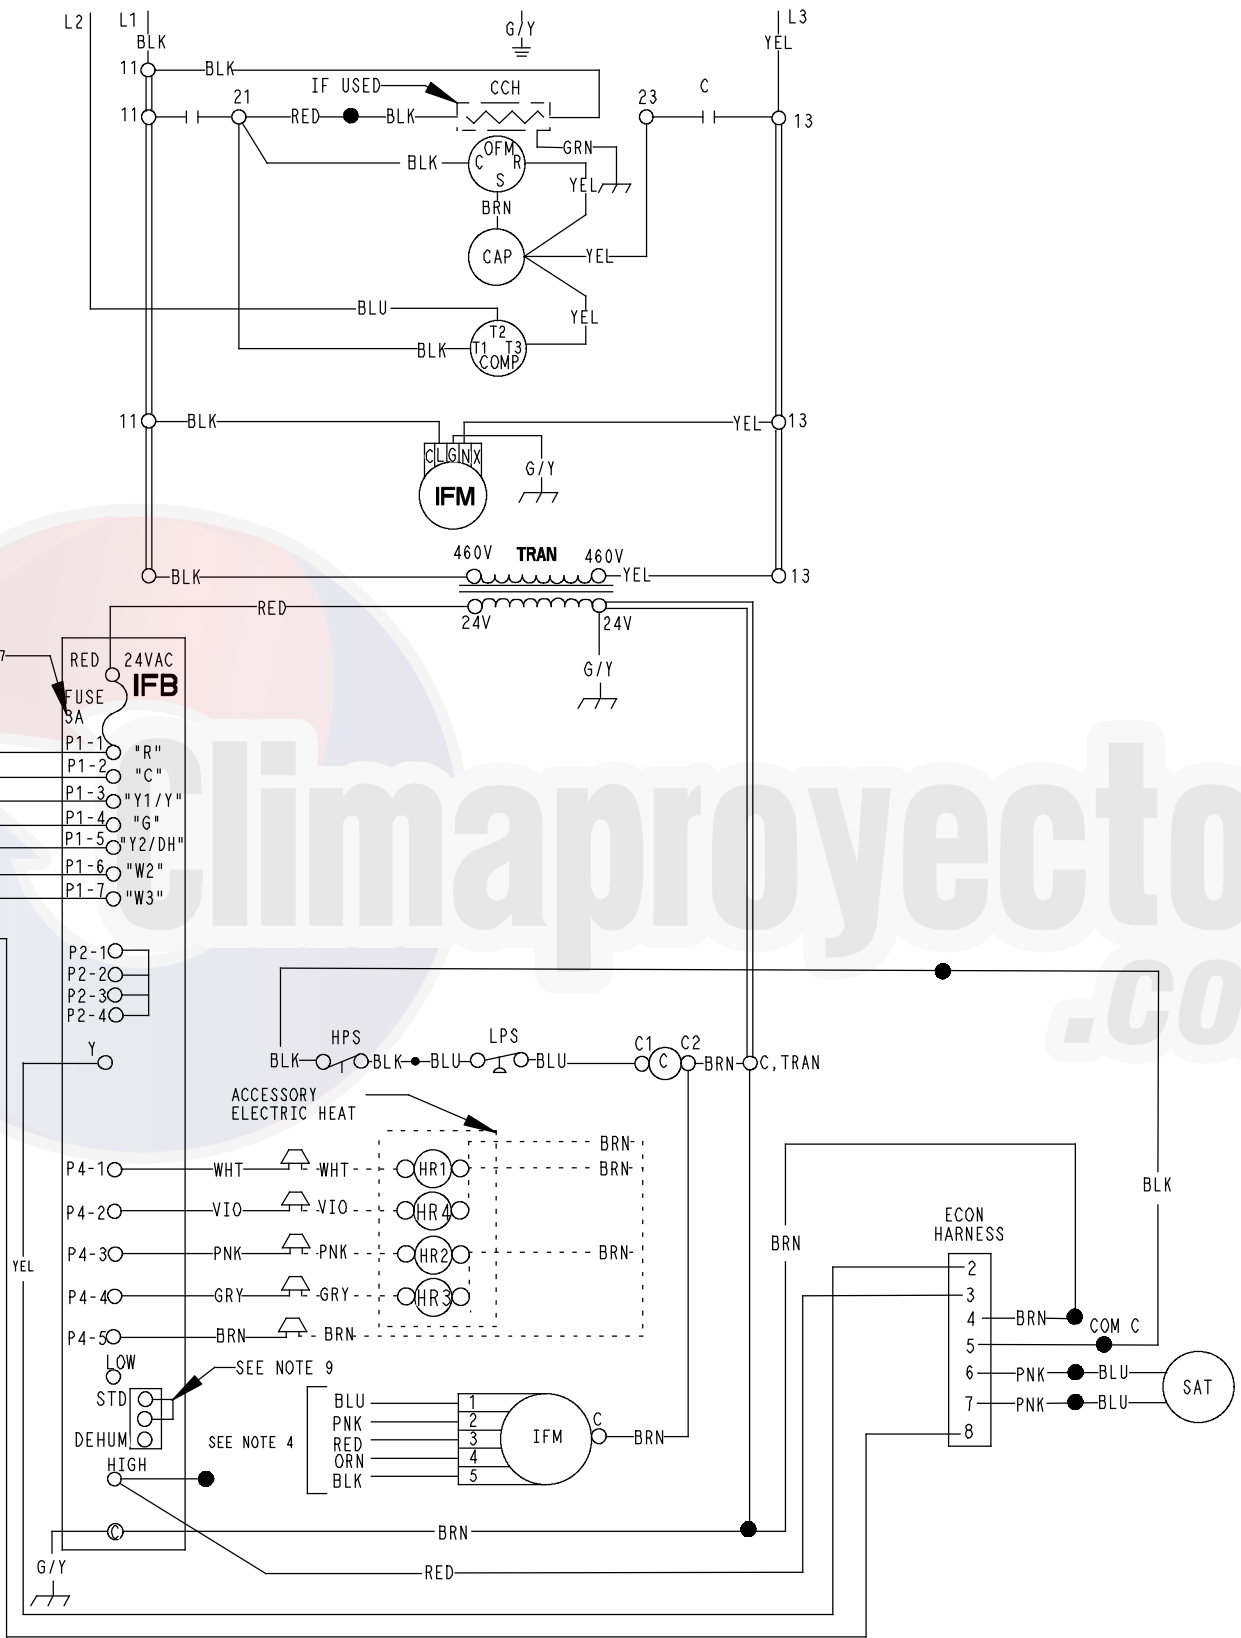 L2
L1
BLK
G/Y
L3
YEL
11
BLK
IF USED
CCH
C
11
21
RED
BLK
23
13
GRN
BLK
OFM
C
R
S
YEL
BRN
CAP
YEL
BLU
YEL
T2
T1
T3
COMP
BLK
11
BLK
YEL
13
C
L
G
N
X
G/Y
IFM
460V
TRAN
460V
BLK
YEL
13
RED
24V
24V
G/Y
7
RED
24VAC
IFB
FUSE
3A
P1-1
"R"
P1-2
"C"
P1-3
"Y1/Y"
P1-4
"G"
P1-5
"Y2/DH"
P1-6
"W2"
P1-7
"W3"
Climaproyecto
.co
P2-1
P2-2
P2-3
P2-4
Y
BLK
HPS
BLK
BLU
LPS
BLU
C1
C
C2
BRN
C,TRAN
ACCESSORY
ELECTRIC HEAT
BRN
P4-1
WHT
WHT
HR1
BRN
P4-2
VIO
VIO
HR4
P4-3
PNK
PNK
HR2
BRN
P4-4
GRY
GRY
HR3
P4-5
BRN
BRN
YEL
BRN
BLK
ECON
HARNESS
2
3
4
BRN
5
COM C
6
PNK
BLU
7
PNK
BLU
8
SAT
LOW
STD
SEE NOTE 9
DEHUM
HIGH
SEE NOTE 4
BLU
1
PNK
2
RED
3
ORN
4
BLK
5
IFM
C
BRN
C
BRN
G/Y
RED